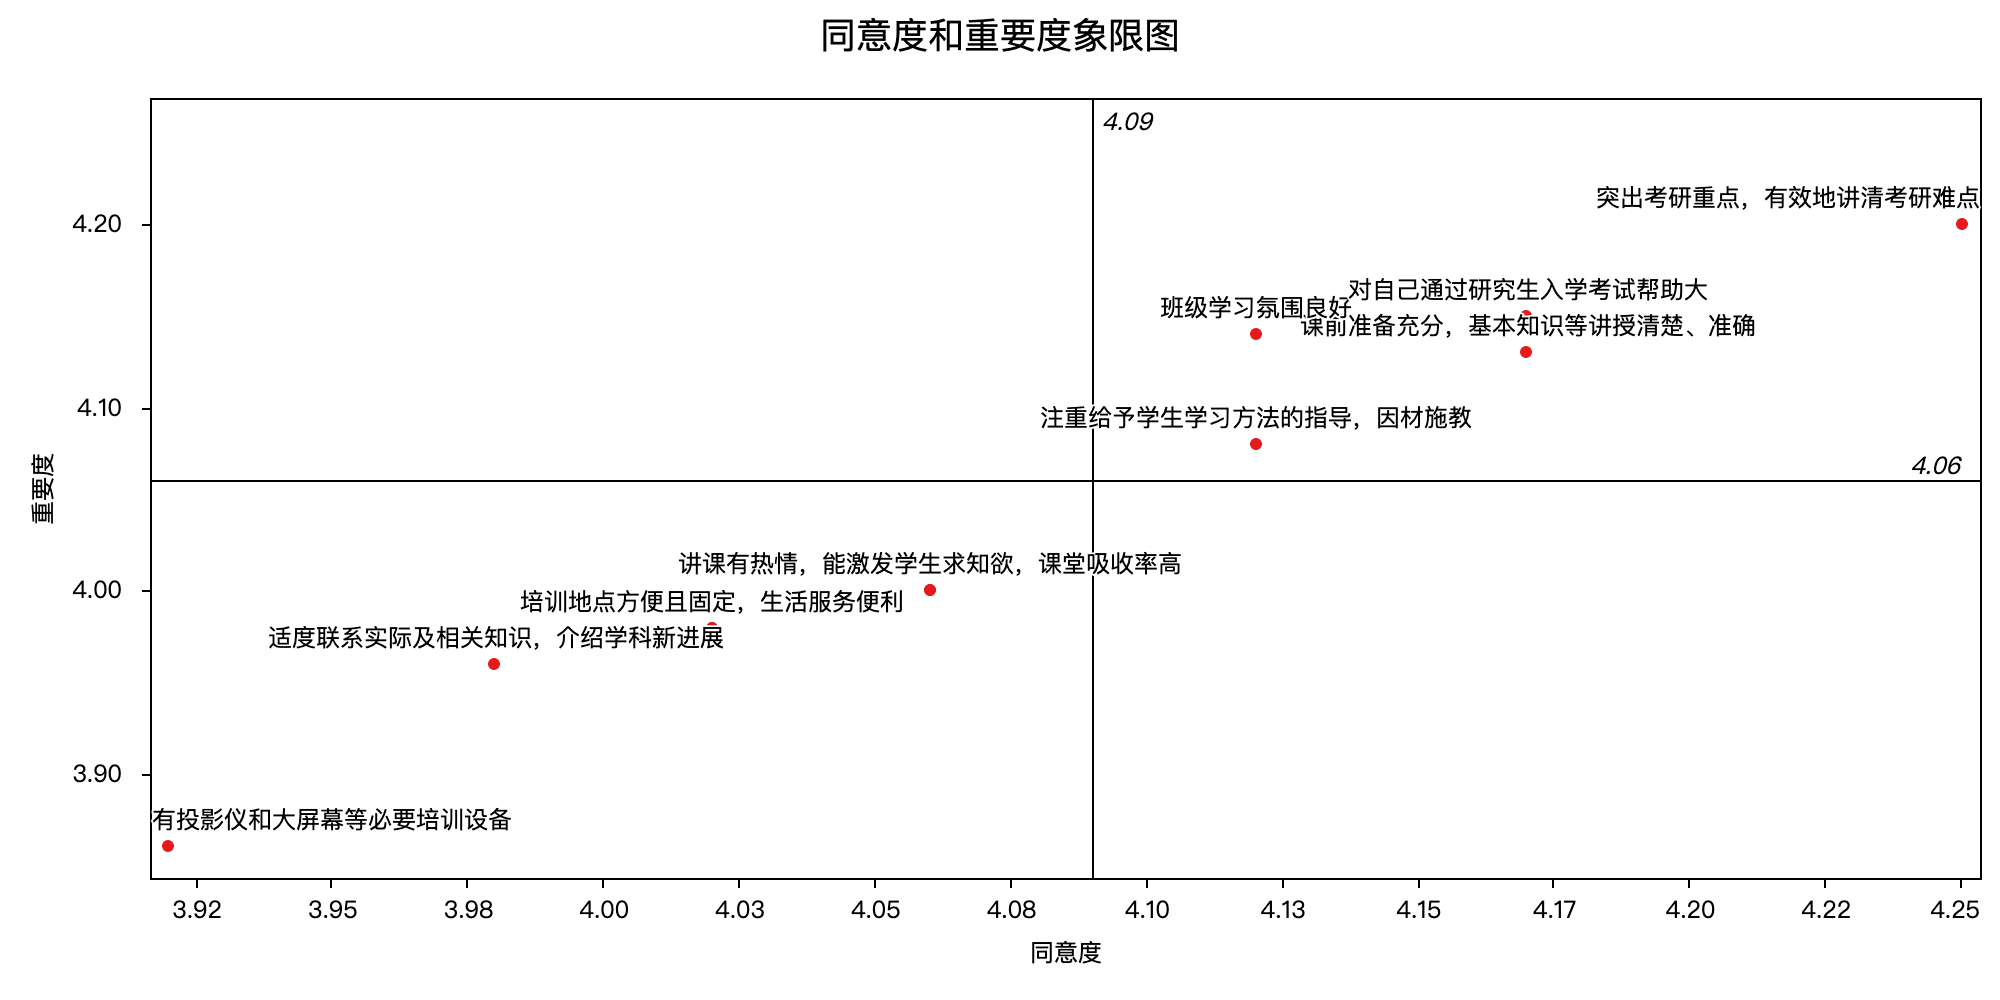 同意度和重要度象限图
4.09
突出考研重点，有效地讲清考研难点
4.20
对自己通过研究生入学考试帮助大
班级学习氛围良好
课前准备充分，基本知识等讲授清楚、准确
4.10
注重给予学生学习方法的指导，因材施教
4.06
重要度
讲课有热情，能激发学生求知欲，课堂吸收率高
4.00
培训地点方便且固定，生活服务便利
适度联系实际及相关知识，介绍学科新进展
3.90
有投影仪和大屏幕等必要培训设备
3.92 3.95 3.98 4.00 4.03 4.05 4.08 4.10 4.13 4.15 4.17 4.20 4.22 4.25
同意度